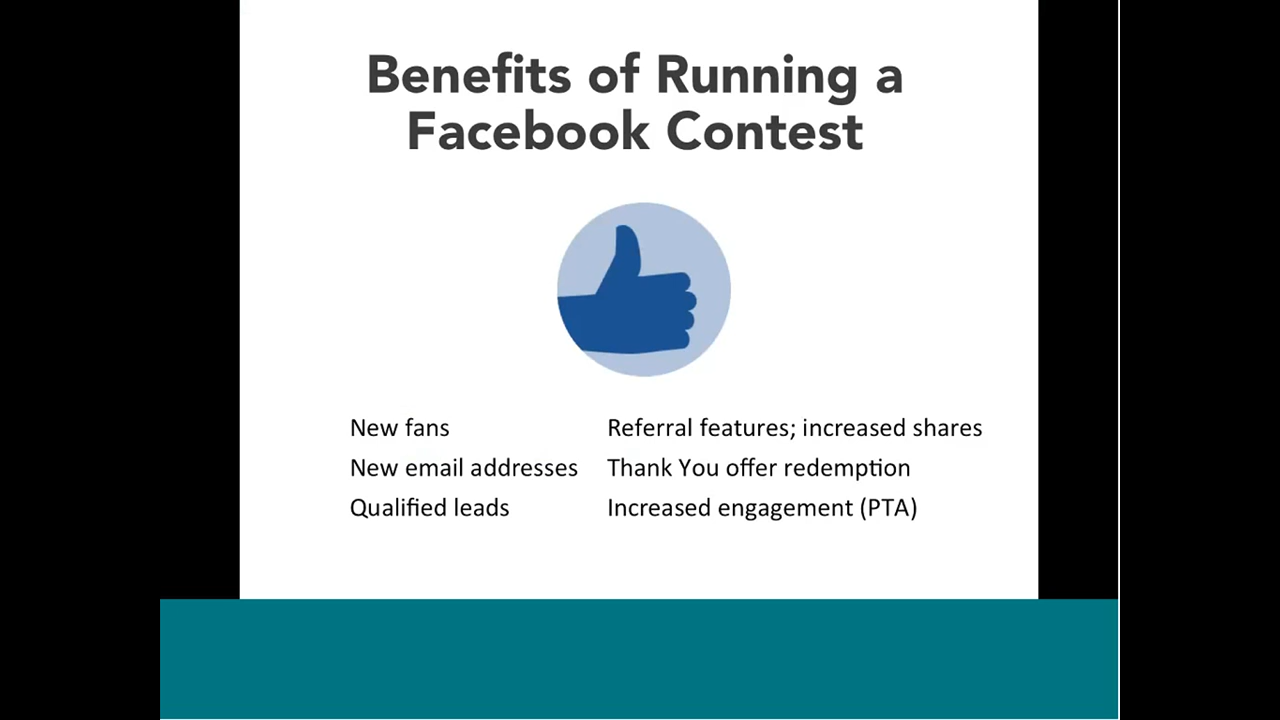 Benefits of Running a
Facebook Contest
New fans
New email addresses
Qualified leads
Referral features; increased shares
Thank You offer redemption
Increased engagement (PTA)